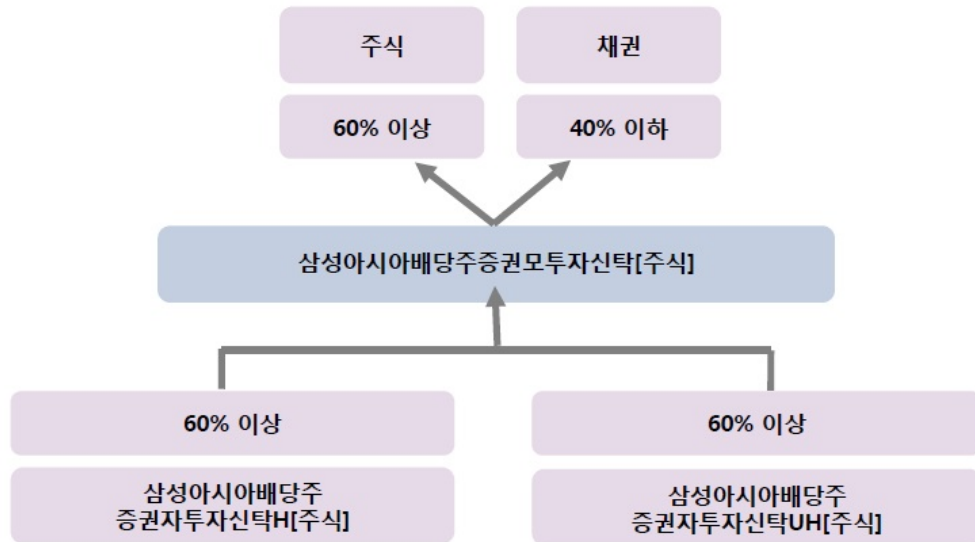 주식
채권
60% 이상
40% 이하
삼성아시아배당주증권모투자신탁[주식]
60% 이상
60% 이상
삼성아시아배당주
증권자투자신탁H[주식]
삼성아시아배당주
증권자투자신탁UH[주식]